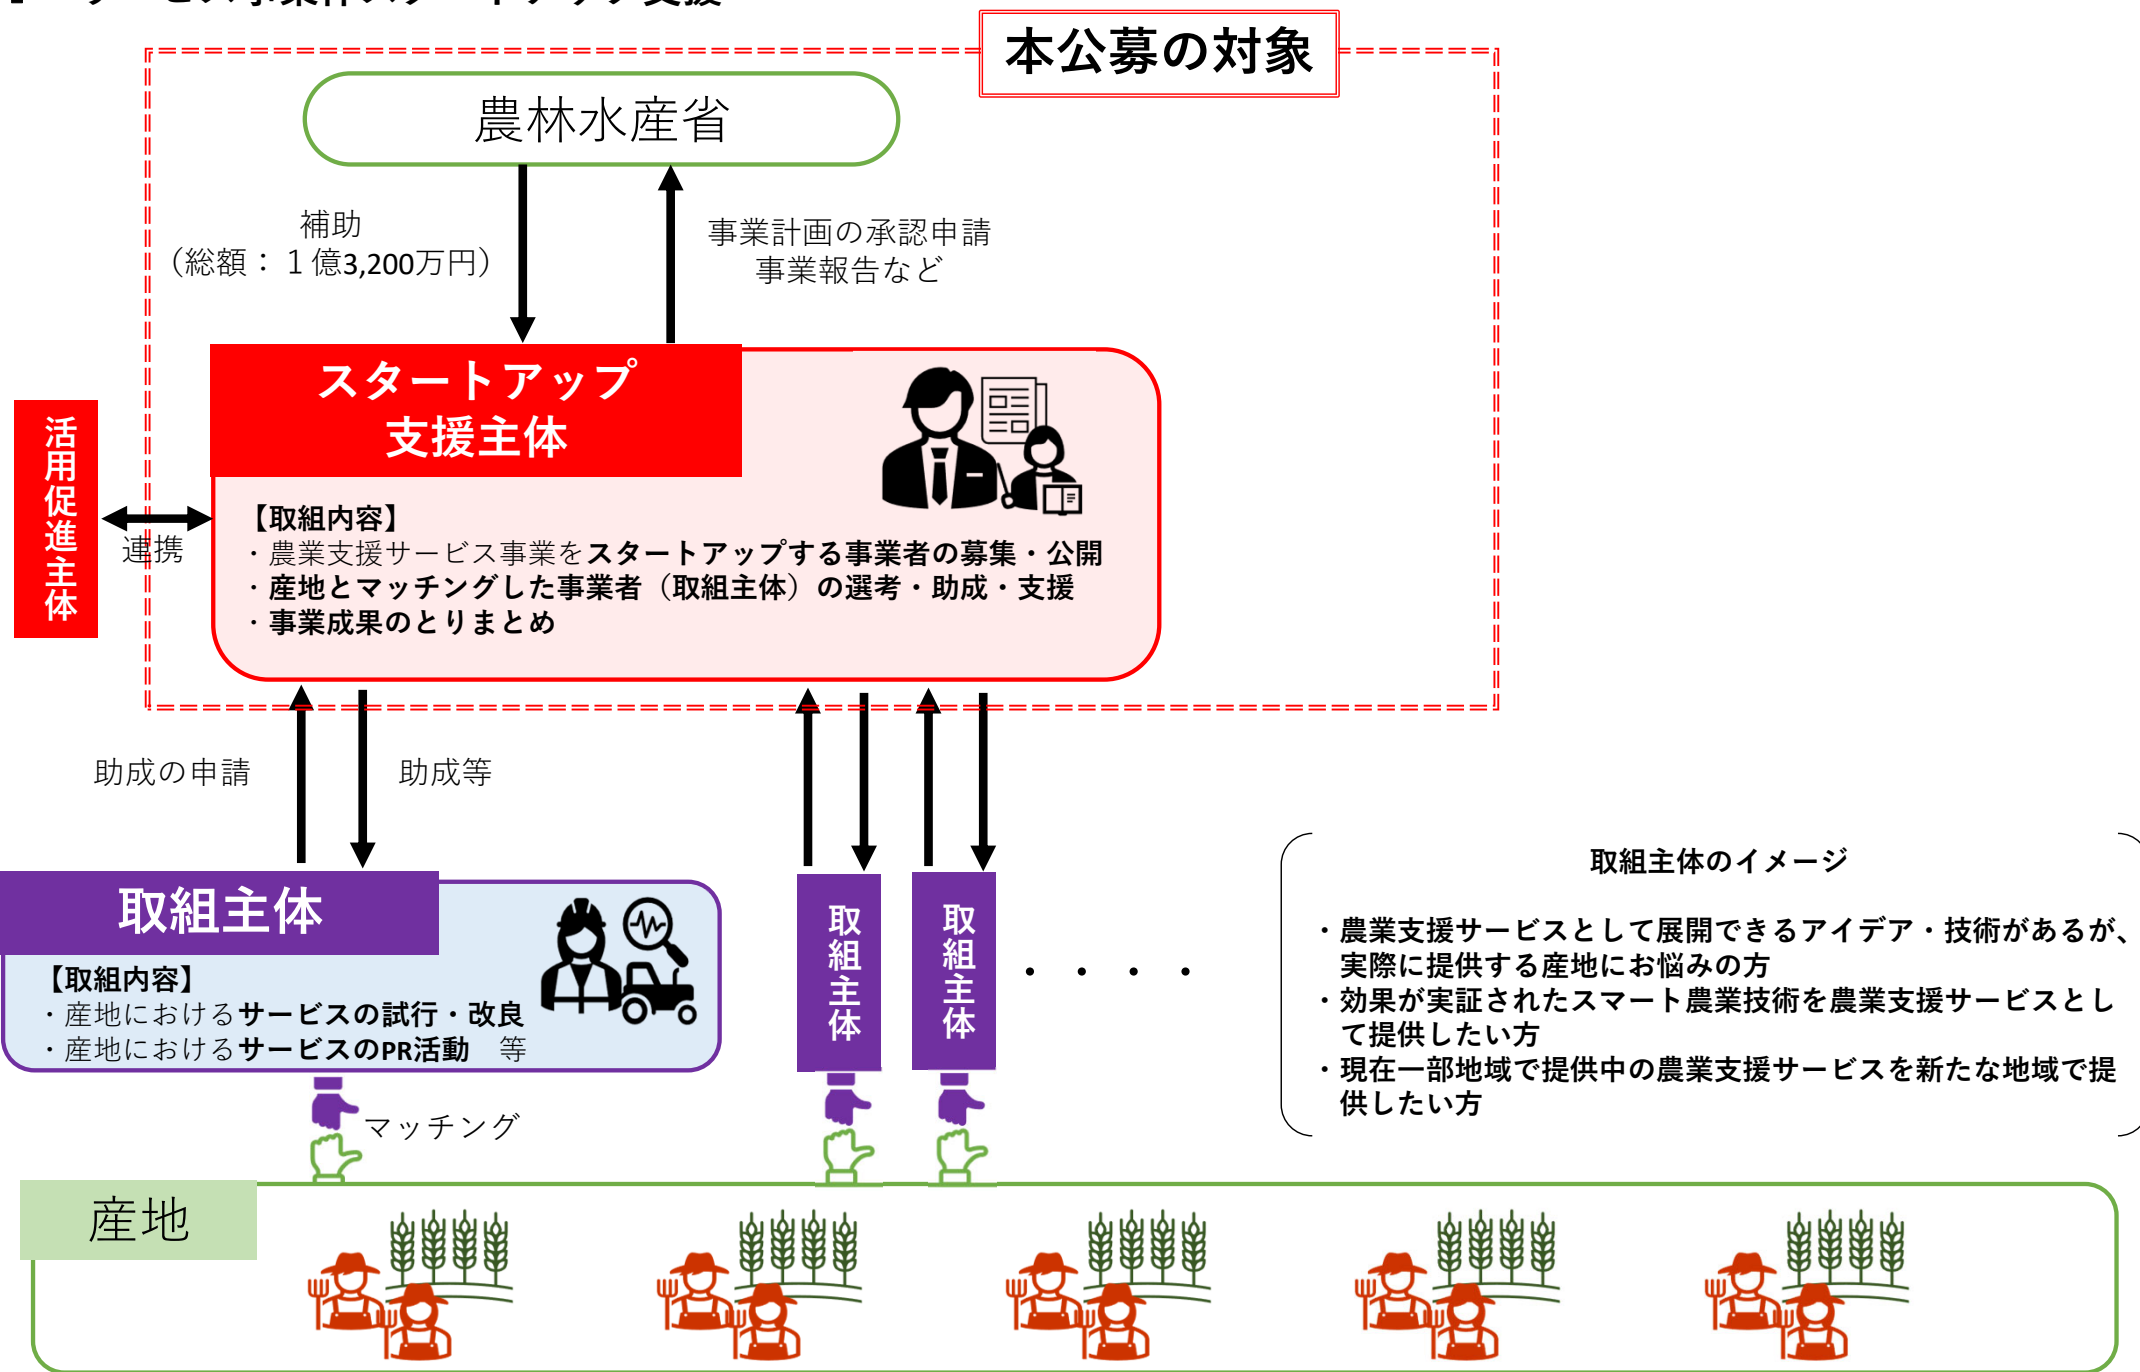 本公募の対象
農林水産省
補助
（総額：１億3,200万円）
事業計画の承認申請
事業報告など
スタートアップ
支援主体
活用促進主体
連携
【取組内容】
・農業支援サービス事業をスタートアップする事業者の募集・公開
・産地とマッチングした事業者（取組主体）の選考・助成・支援
・事業成果のとりまとめ
助成の申請
助成等
取組主体
【取組内容】
・産地におけるサービスの試行・改良
・産地におけるサービスのPR活動　等
取組主体
取組主体
・・・・
取組主体のイメージ
・農業支援サービスとして展開できるアイデア・技術があるが、
実際に提供する産地にお悩みの方
・効果が実証されたスマート農業技術を農業支援サービスとし
て提供したい方
・現在一部地域で提供中の農業支援サービスを新たな地域で提
供したい方
マッチング
産地